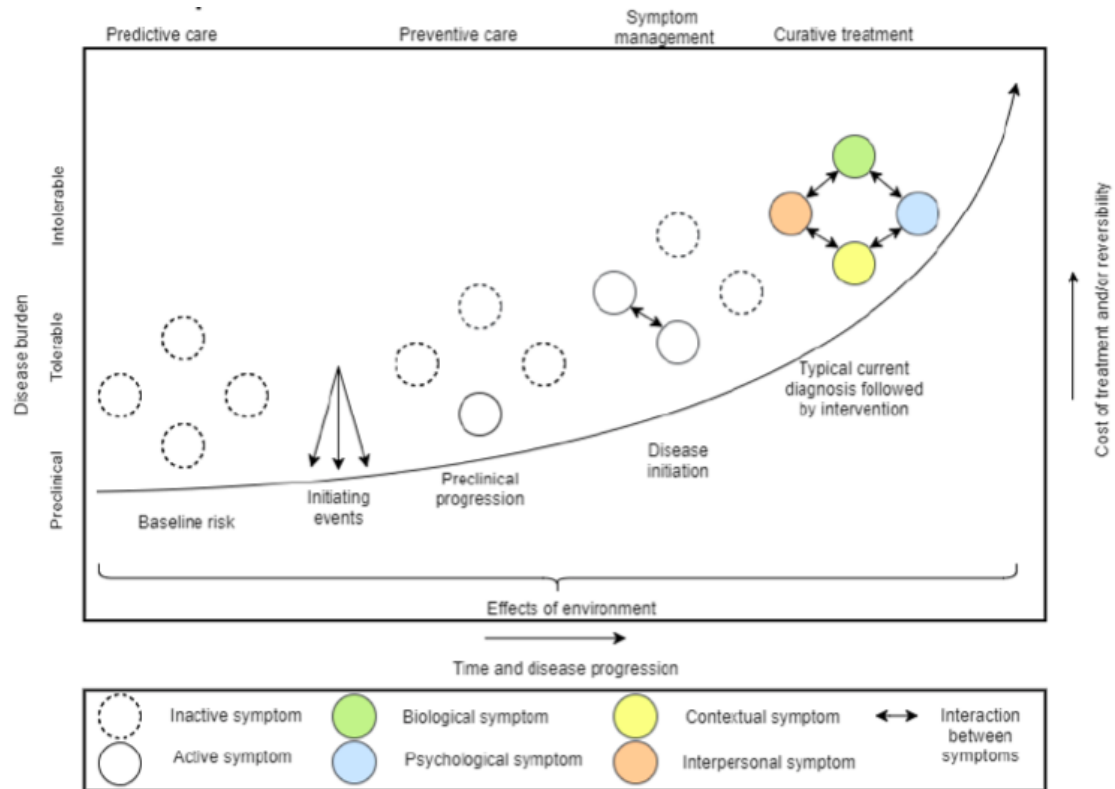 Predictive care
Preventive care
Symptom
management
Curative treatment
Disease burden
Intolerable
Tolerable
Preclinical
Cost of treatment and/or reversibility
Baseline risk
Initiating
events
Preclinical
progression
Disease
initiation
Typical current
diagnosis followed
by intervention
Effects of environment
Time and disease progression
Inactive symptom
Biological symptom
Contextual symptom
Interaction
between
symptoms
Active symptom
Psychological symptom
Interpersonal symptom